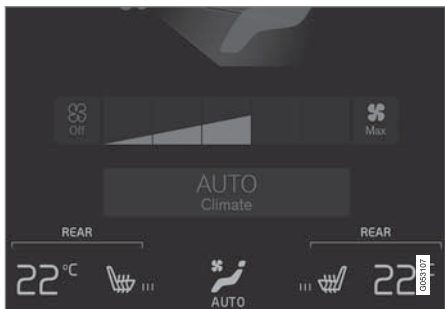 Off
Max
AUTO
Climate
REAR REAR
22°C 22°
AUTO
G053107